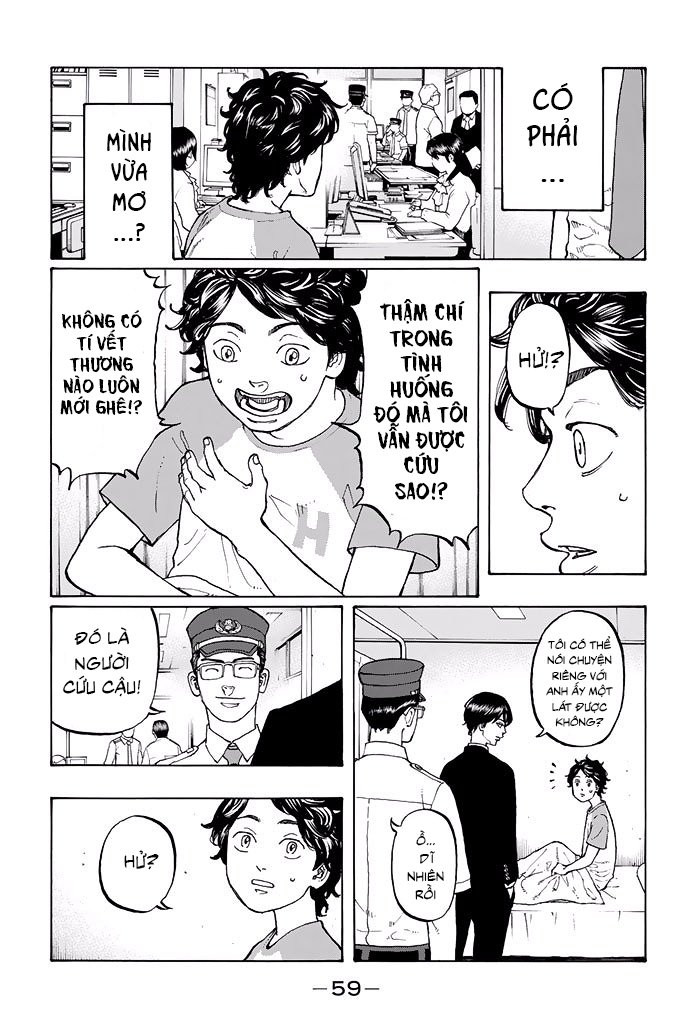 CÓ
PHẢI
...
MÌNH
VỪA
MƠ
...?
HỬ!?
THẬM CHÍ
TRONG
TÌNH
HUỐNG
ĐÓ MÀ TÔI
VẪN ĐƯỢC
CỨU
SAO!?
KHÔNG CÓ
TÍ VẾT
THƯƠNG
NÀO LUÔN
MỚI GHÊ!?
H
TÔI CÓ THỂ
NÓI CHUYỆN
RIÊNG VỚI
ANH ẤY MỘT
LÁT ĐƯỢC
KHÔNG?
Ồ...
DĨ
NHIÊN
RỒI
ĐÓ LÀ
NGƯỜI
CỨU CẬU!
HỬ?
—59—